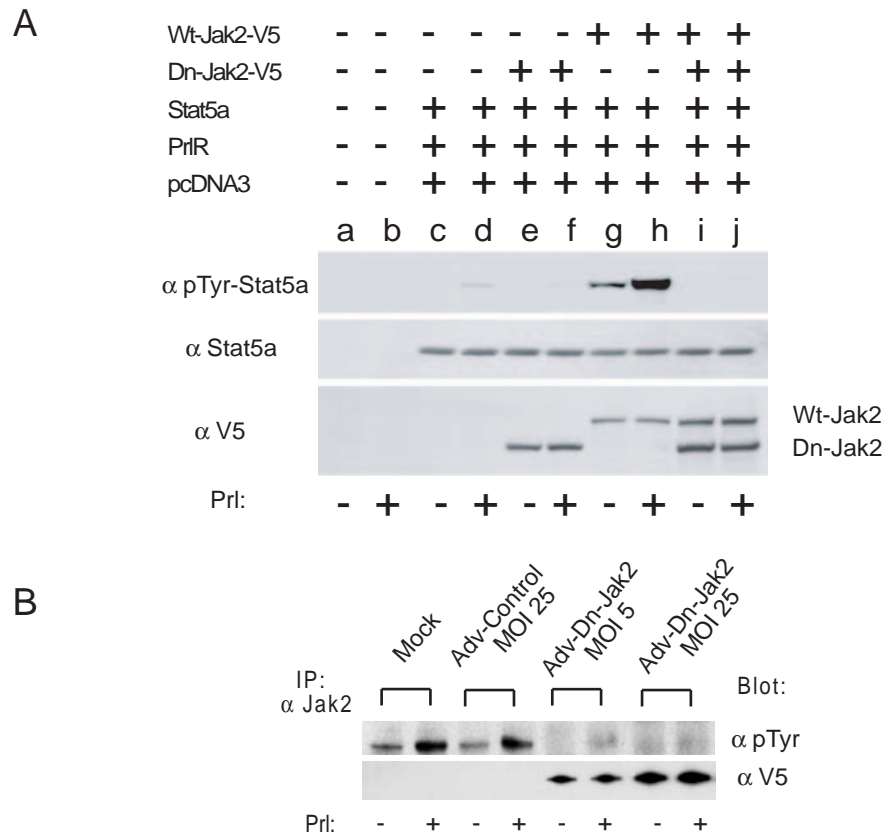 A
Wt-Jak2-V5 - - - - - - + + + +
Dn-Jak2-V5 - - - - + + - - + +
Stat5a - - + + + + + + + +
PrlR - - + + + + + + + +
pcDNA3 - - + + + + + + + +
a b c d e f g h i j
α pTyr-Stat5a
α Stat5a
α V5
Wt-Jak2
Dn-Jak2
Prl: - + - + - + - + - +
B
Mock
Adv-Control
MOI 25
Adv-Dn-Jak2
MOI 5
Adv-Dn-Jak2
MOI 25
IP:
α Jak2
Blot:
α pTyr
α V5
Prl: - + - + - + - +